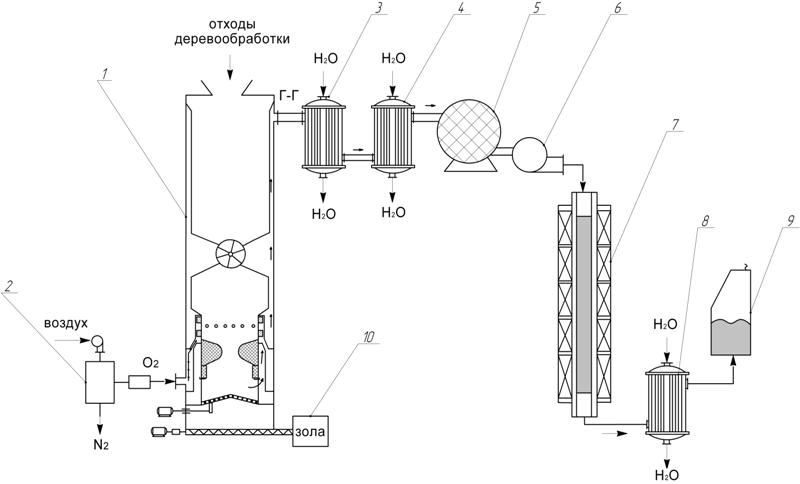 отходы
деревообработки
1
Г-Г
H2O
3
H2O
4
5
6
H2O
H2O
7
2
воздух
O2
N2
10
зола
H2O
8
9
H2O